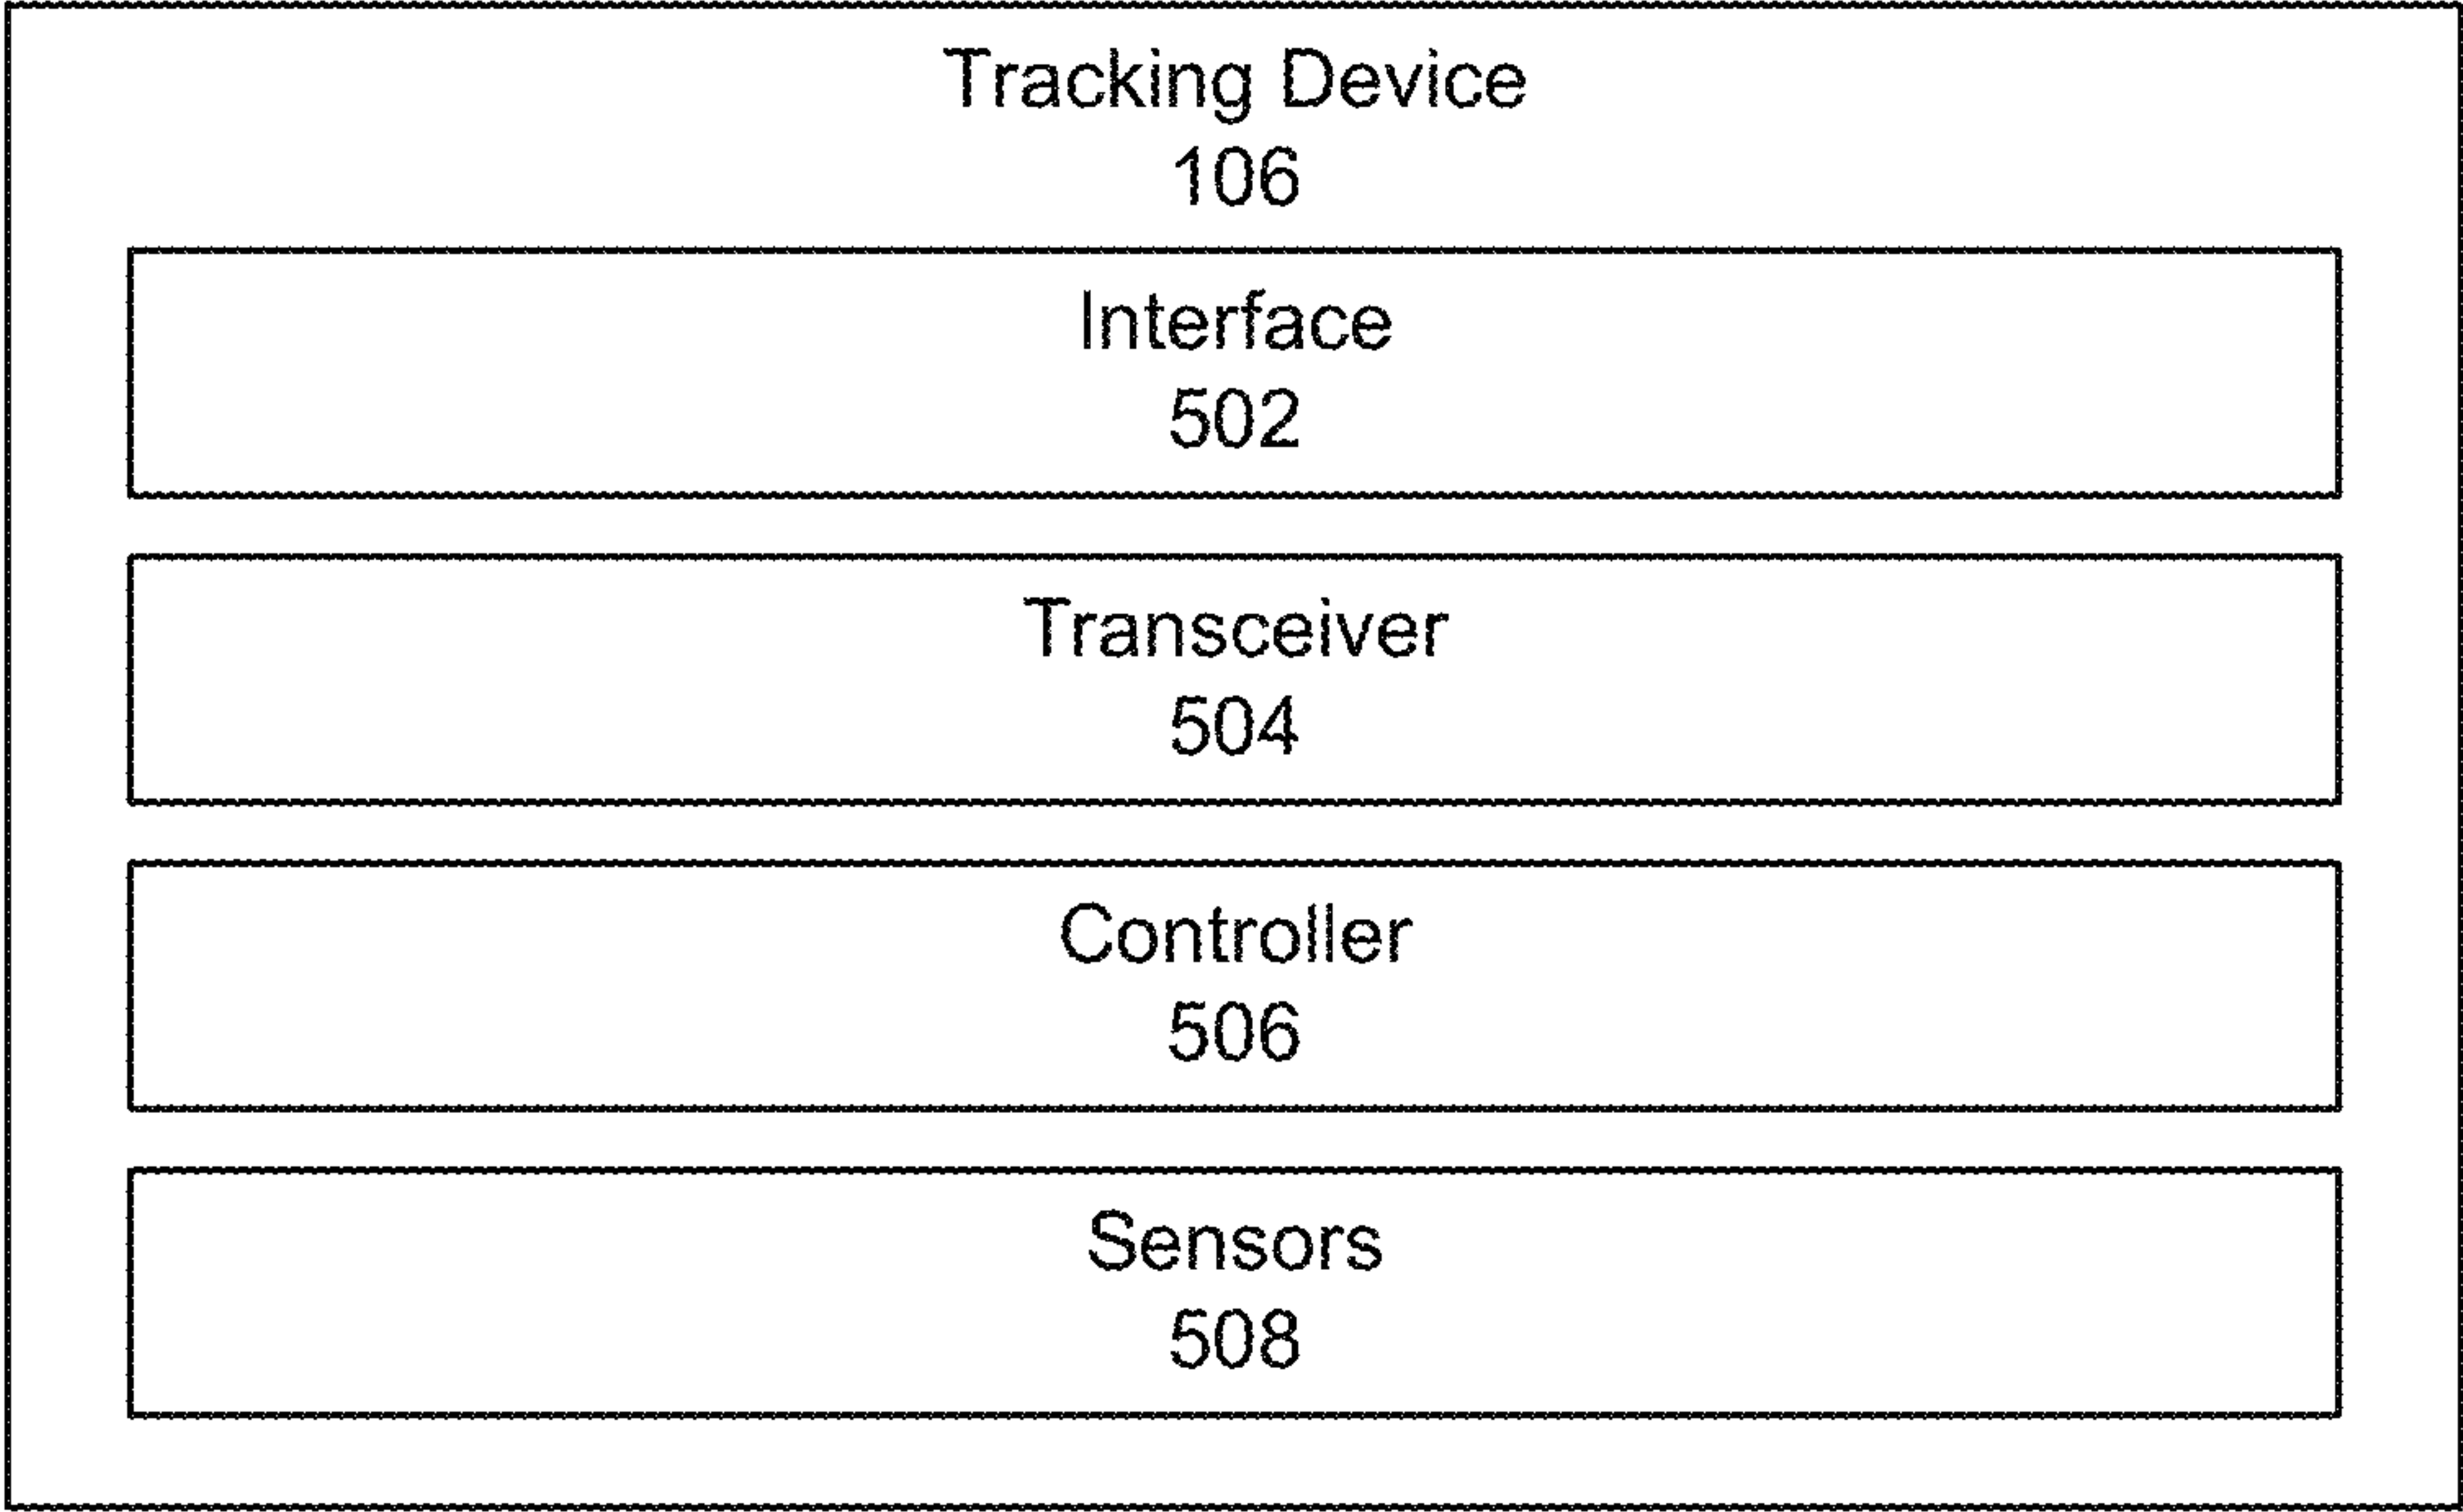 Tracking Device
106
Interface
502
Transceiver
504
Controller
506
Sensors
508